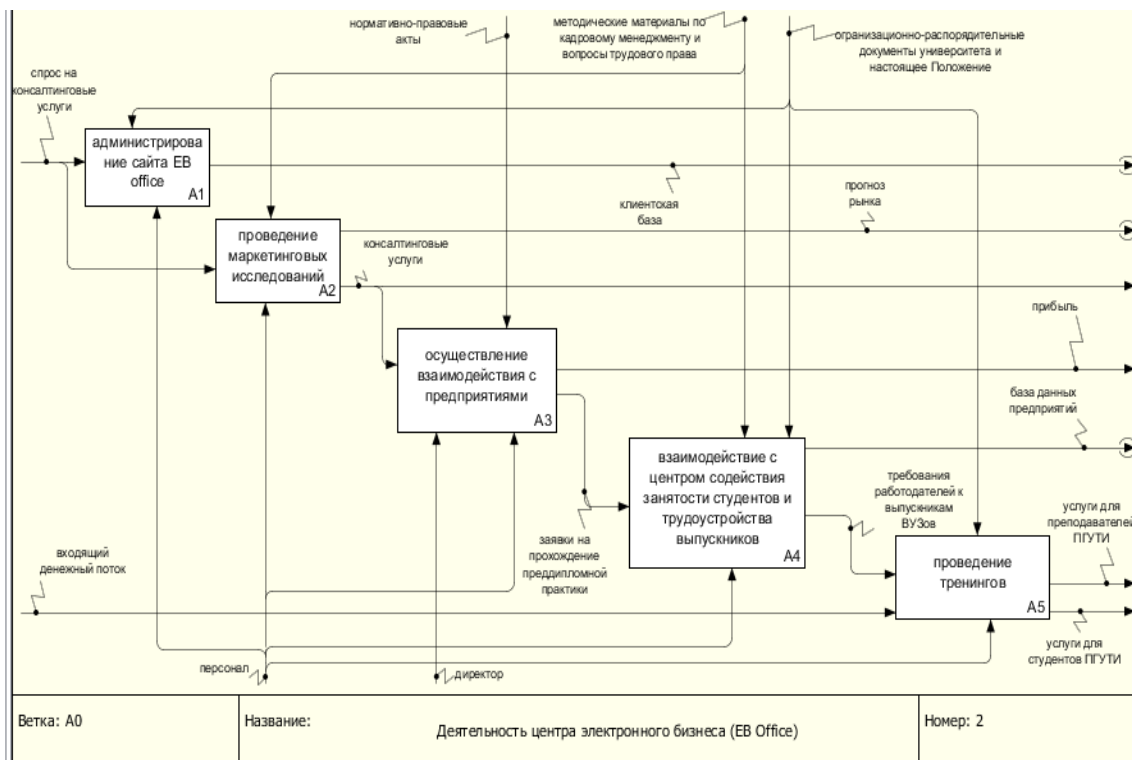 нормативно-правовые
акты
методические материалы по
кадровому менеджменту и
вопросы трудового права
огранизационно-распорядительные
документы университета и
настоящее Положение
спрос на
консалтинговые
услуги
администрирова
ние сайта EB
office
A1
клиентская
база
прогноз
рынка
проведение
маркетинговых
исследований
A2
консалтинговые
услуги
прибыль
осуществление
взаимодействия с
предприятиями
A3
база данных
предприятий
взаимодействие с
центром содействия
занятости студентов и
трудоустройства
выпускников
A4
требования
работодателей к
выпускникам
ВУЗов
услуги для
преподавателей
ПГУТИ
заявки на
прохождение
преддипломной
практики
входящий
денежный поток
проведение
тренингов
A5
услуги для
студентов ПГУТИ
персонал
директор
Ветка: A0
Название:
Деятельность центра электронного бизнеса (EB Office)
Номер: 2